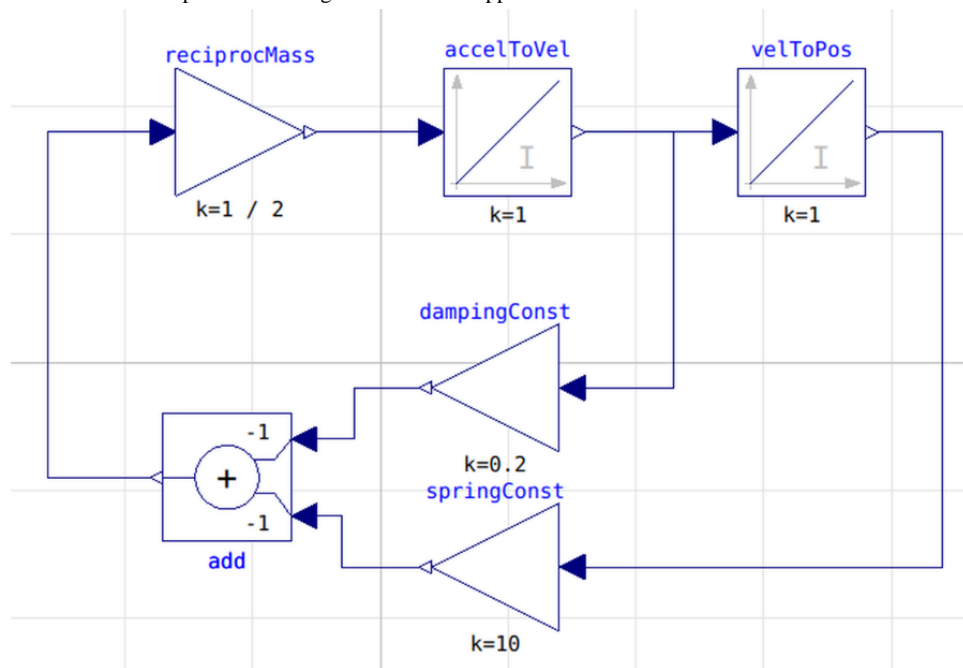 reciprocMass
accelToVel
velToPos
I
I
k=1 / 2
k=1
k=1
dampingConst
-1
+
-1
k=0.2
springConst
add
k=10